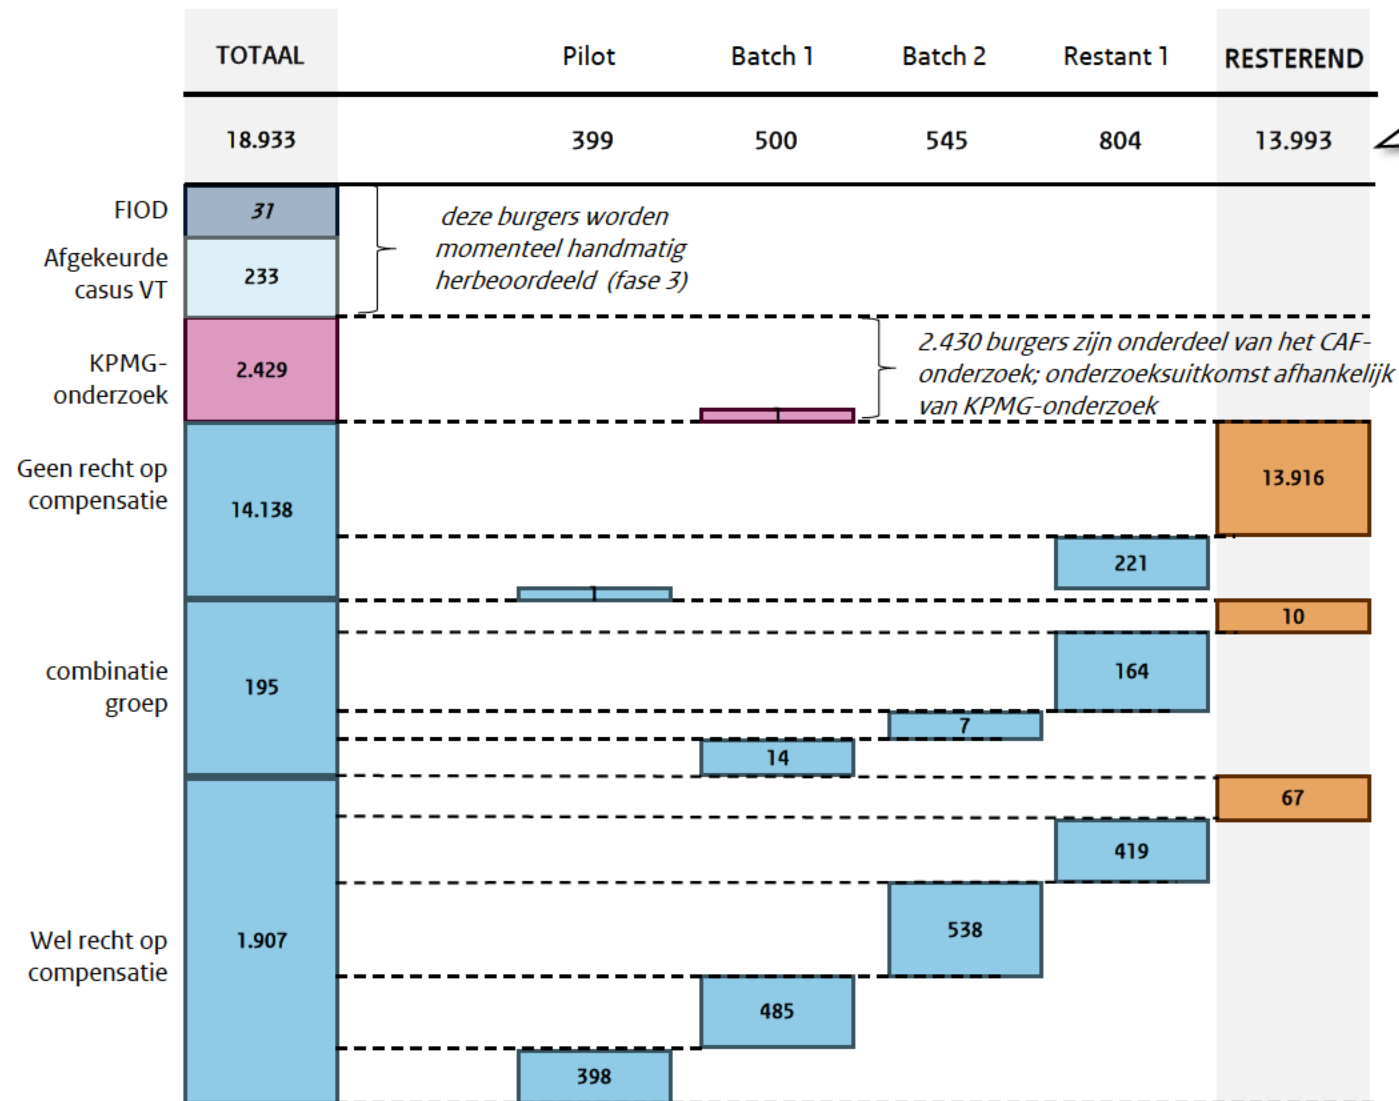 TOTAAL Pilot Batch 1 Batch 2 Restant 1 RESTEREND
18.933 399 500 545 804 13.993
FIOD 31
Afgekeurde
casus VT
233
deze burgers worden
momenteel handmatig
herbeoordeeld (fase 3)
KPMG-
onderzoek
2.429
1
2.430 burgers zijn onderdeel van het CAF-
onderzoek; onderzoeksuitkomst afhankelijk
van KPMG-onderzoek
Geen recht op
compensatie
14.138
13.916
221
1
combinatie
groep
195
10
164
7
14
Wel recht op
compensatie
1.907
67
419
538
485
398